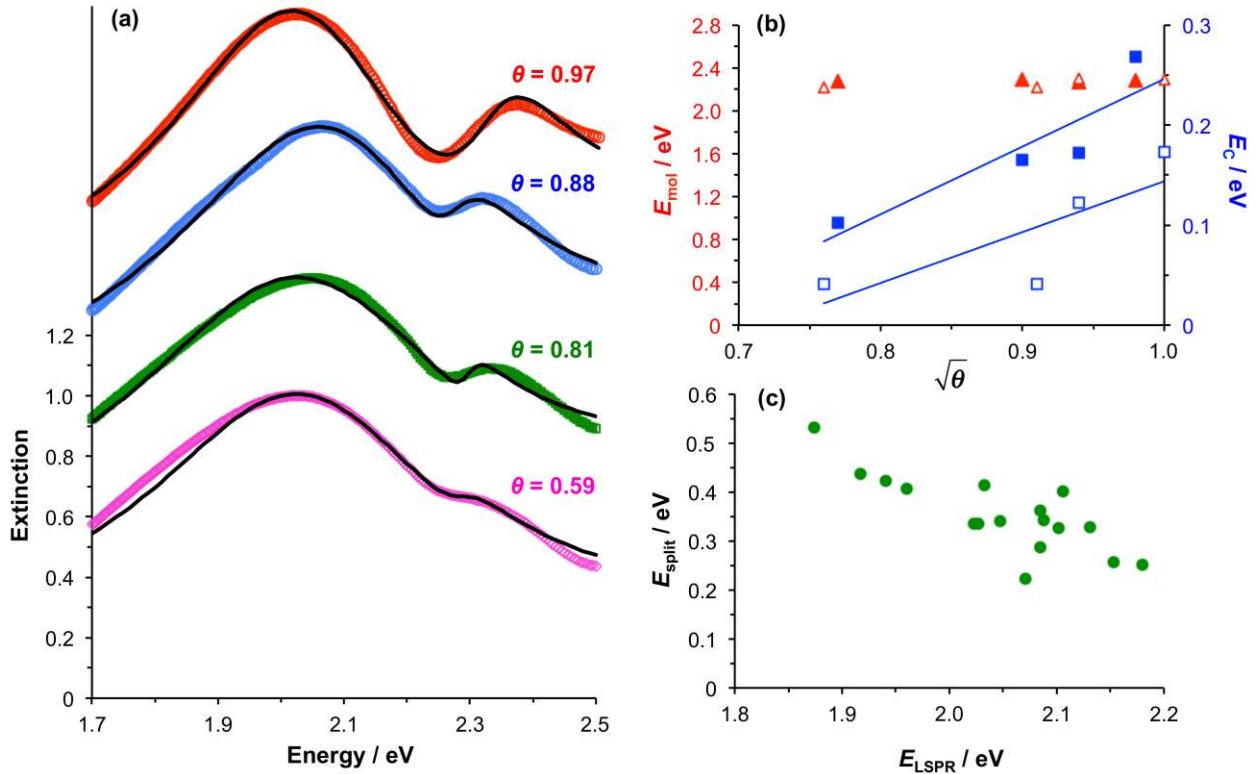 (a)
θ = 0.97
θ = 0.88
θ = 0.81
θ = 0.59
Extinction
1.2
1.0
0.8
0.6
0.4
0.2
0
1.7
1.9
2.1
2.3
2.5
Energy / eV
(b)
E_mol / eV
2.8
2.4
2.0
1.6
1.2
0.8
0.4
0
0.3
0.2
0.1
0
E_C / eV
0.7
0.8
0.9
1.0
√θ
(c)
E_split / eV
0.6
0.5
0.4
0.3
0.2
0.1
0
1.8
1.9
2.0
2.1
2.2
E_LSPR / eV